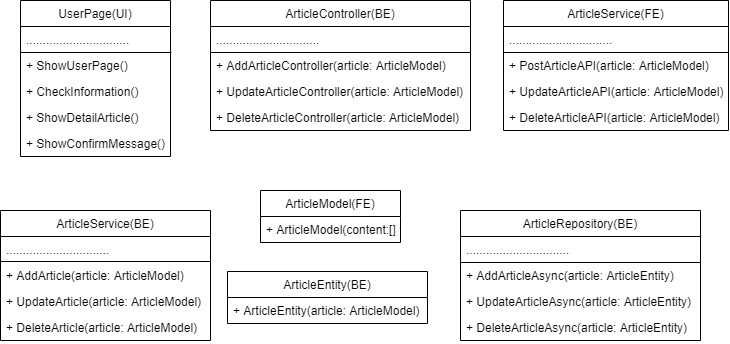 UserPage(UI)
...............................
+ ShowUserPage()
+ CheckInformation()
+ ShowDetailArticle()
+ ShowConfirmMessage()
ArticleController(BE)
...............................
+ AddArticleController(article: ArticleModel)
+ UpdateArticleController(article: ArticleModel)
+ DeleteArticleController(article: ArticleModel)
ArticleService(FE)
...............................
+ PostArticleAPI(article: ArticleModel)
+ UpdateArticleAPI(article: ArticleModel)
+ DeleteArticleAPI(article: ArticleModel)
ArticleService(BE)
...............................
+ AddArticle(article: ArticleModel)
+ UpdateArticle(article: ArticleModel)
+ DeleteArticle(article: ArticleModel)
ArticleModel(FE)
+ ArticleModel(content:[]
ArticleEntity(BE)
+ ArticleEntity(article: ArticleModel)
ArticleRepository(BE)
...............................
+ AddArticleAsync(article: ArticleEntity)
+ UpdateArticleAsync(article: ArticleEntity)
+ DeleteArticleAsync(article: ArticleEntity)